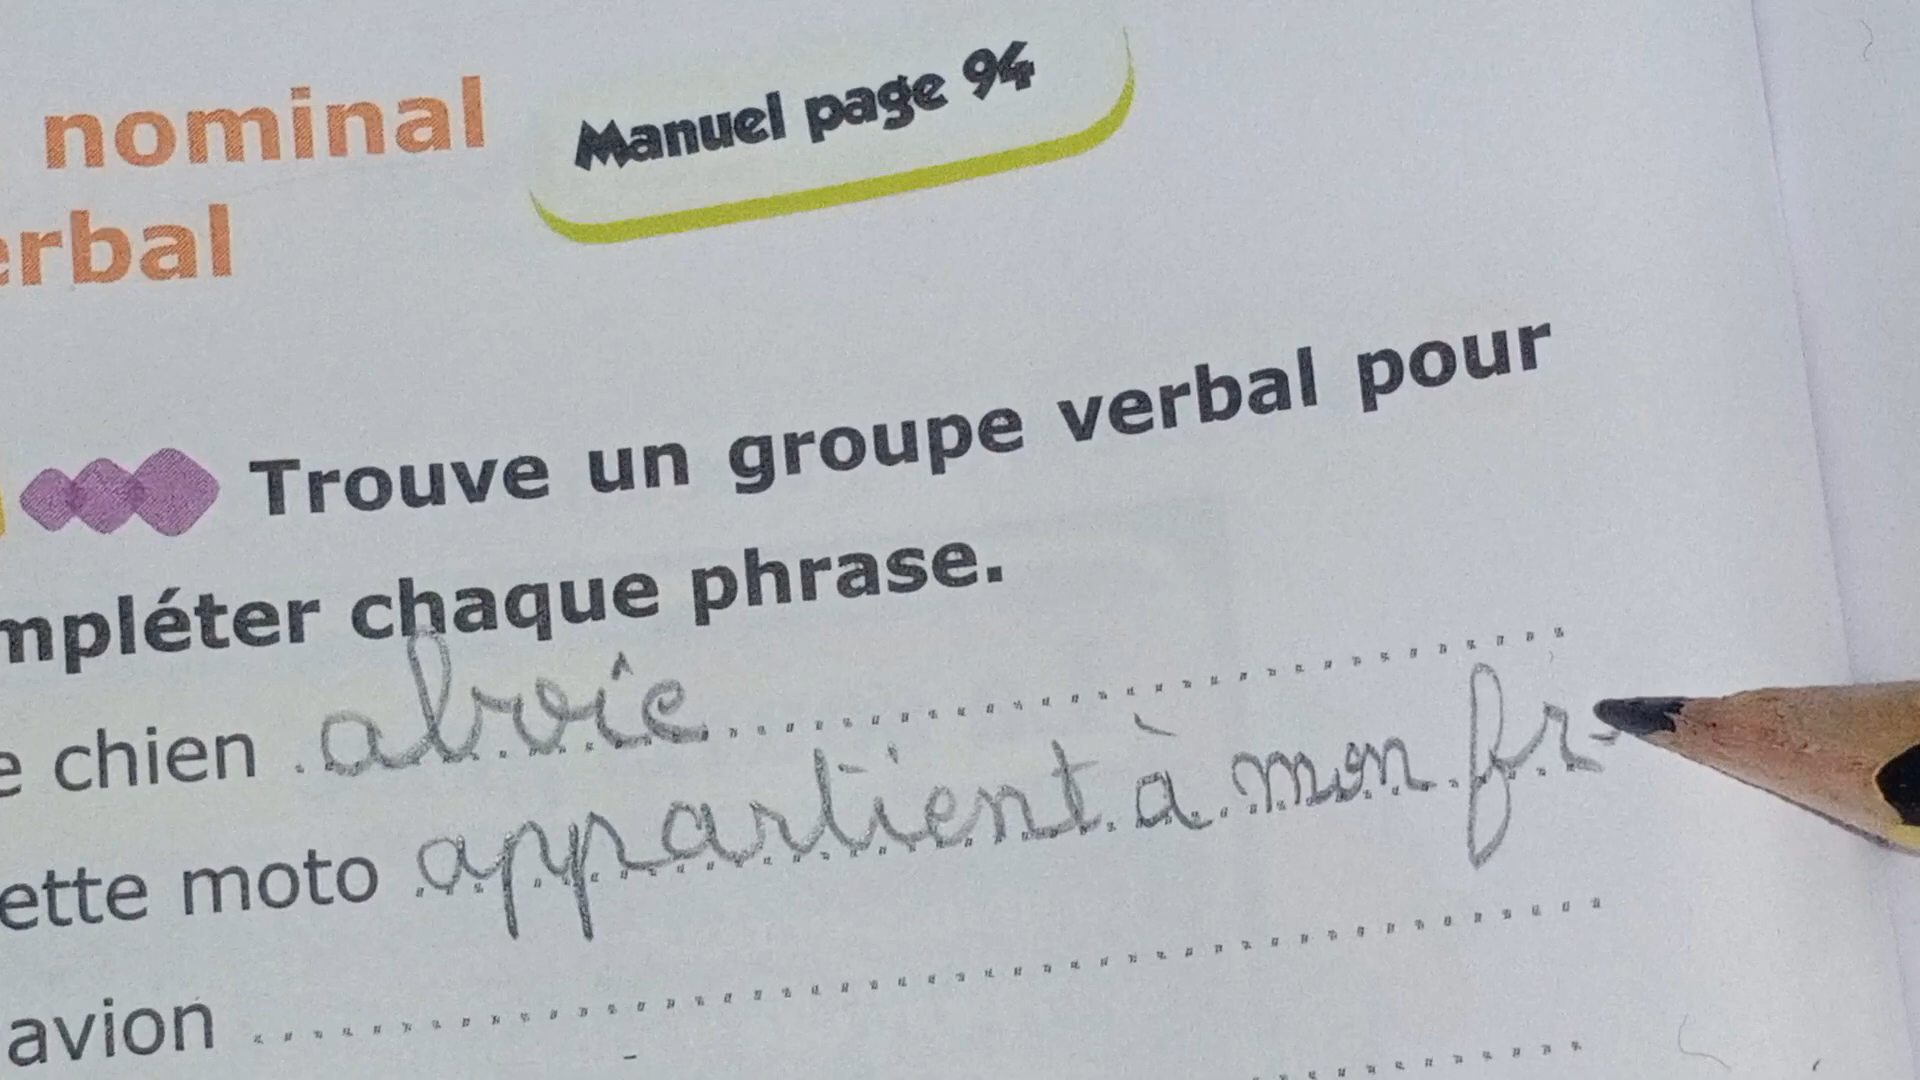 nominal
Manuel page 94
erbal
Trouve un groupe verbal pour
mpléter chaque phrase.
e chien aboie
ette moto appartient à mon fr
avion